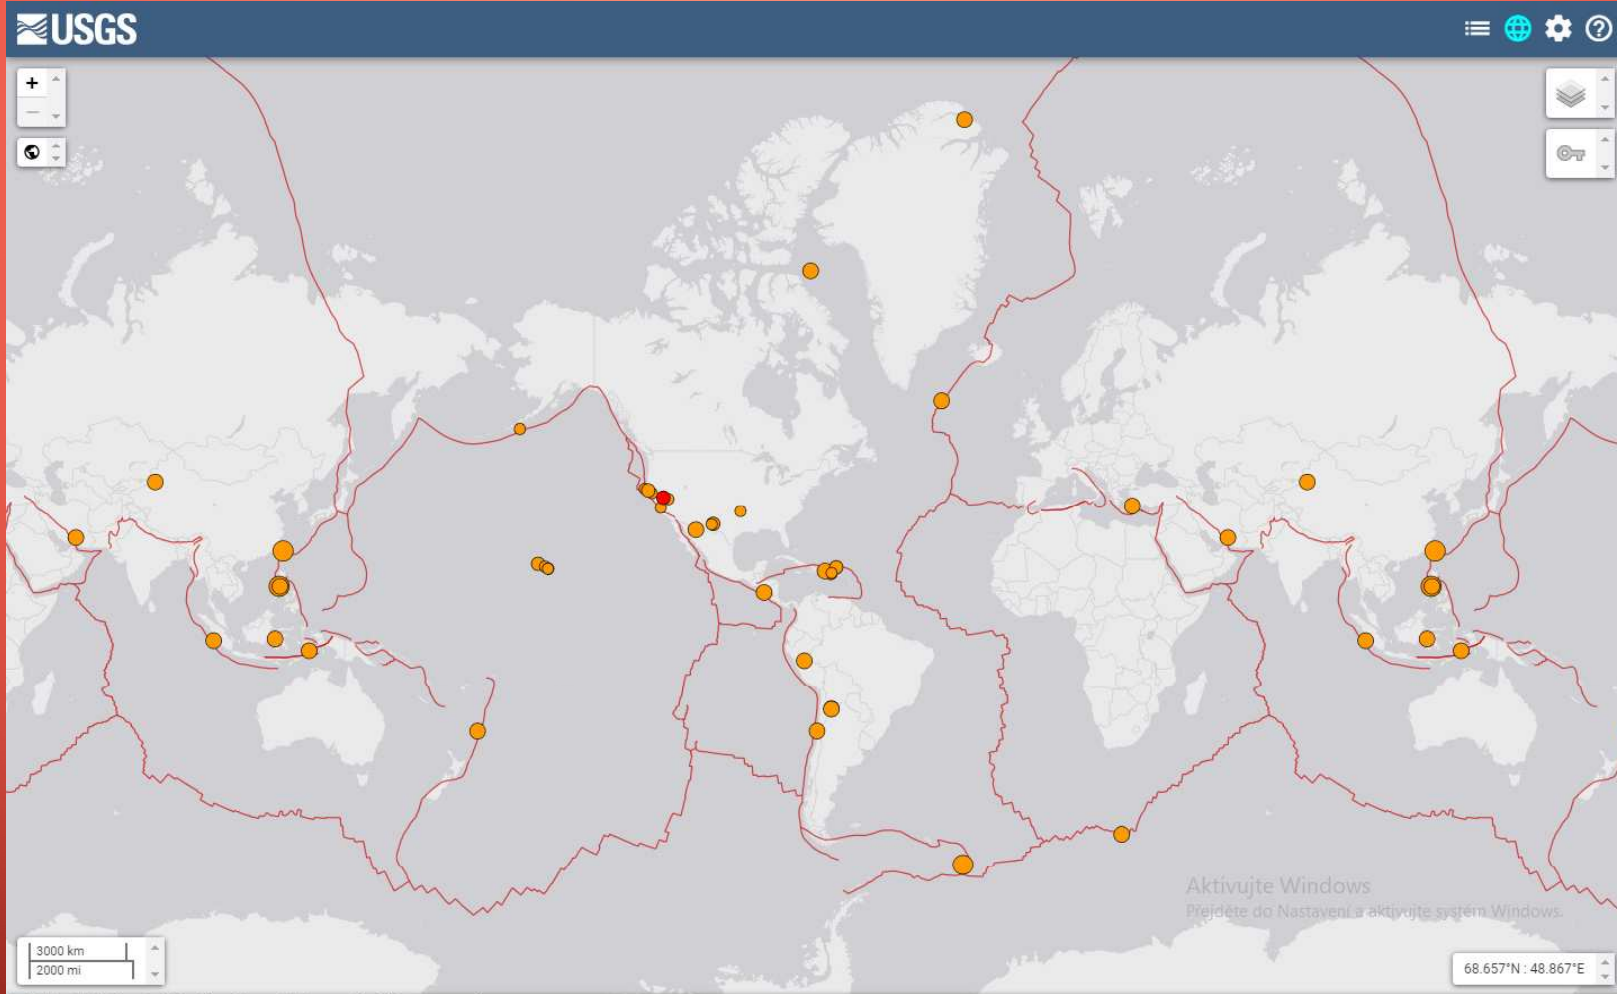 USGS
+
−
Aktivujte Windows
Přejděte do Nastavení a aktivujte systém Windows.
3000 km
2000 mi
68.657°N : 48.867°E